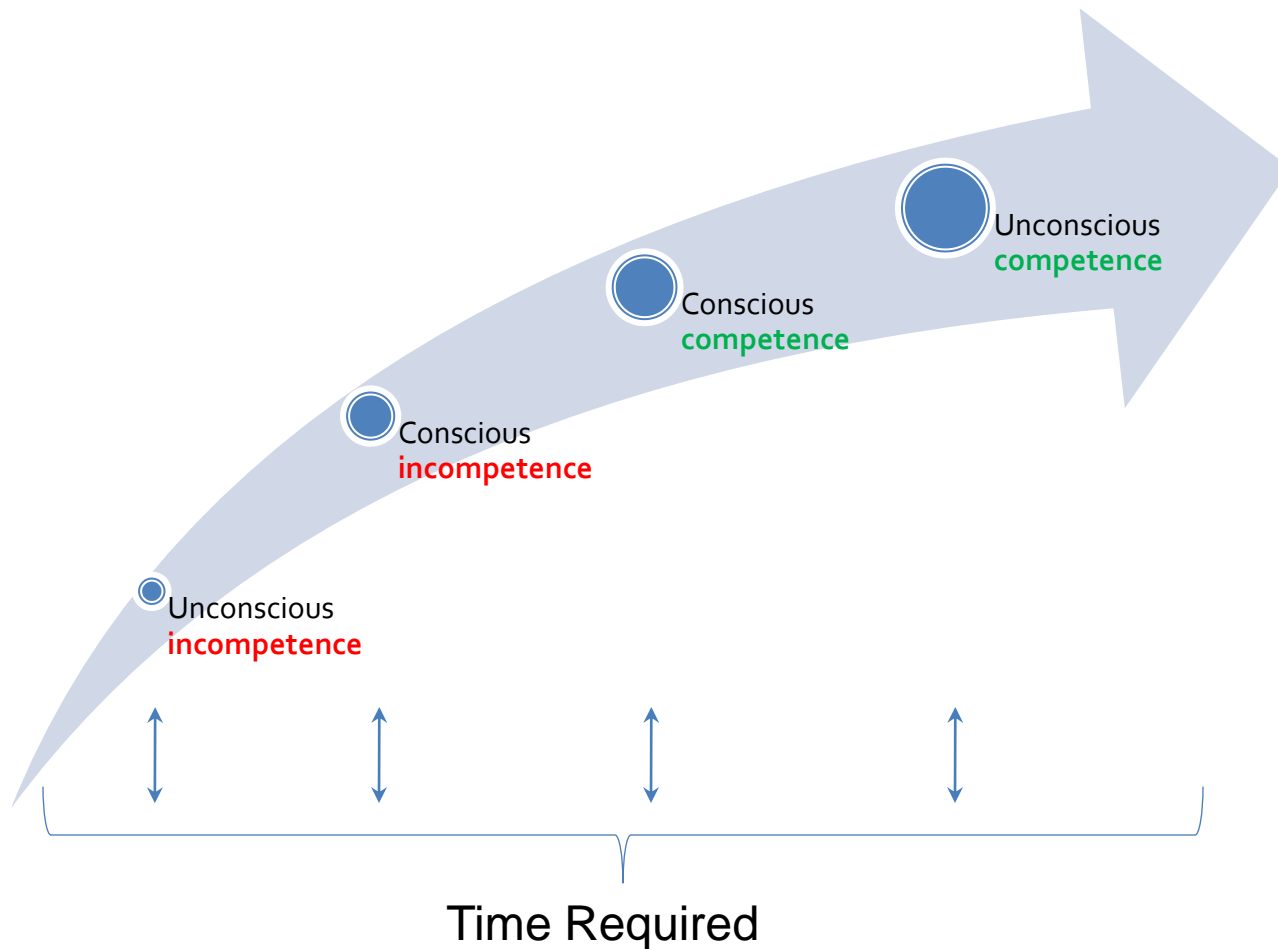 Unconscious
incompetence
Conscious
incompetence
Conscious
competence
Unconscious
competence
Time Required